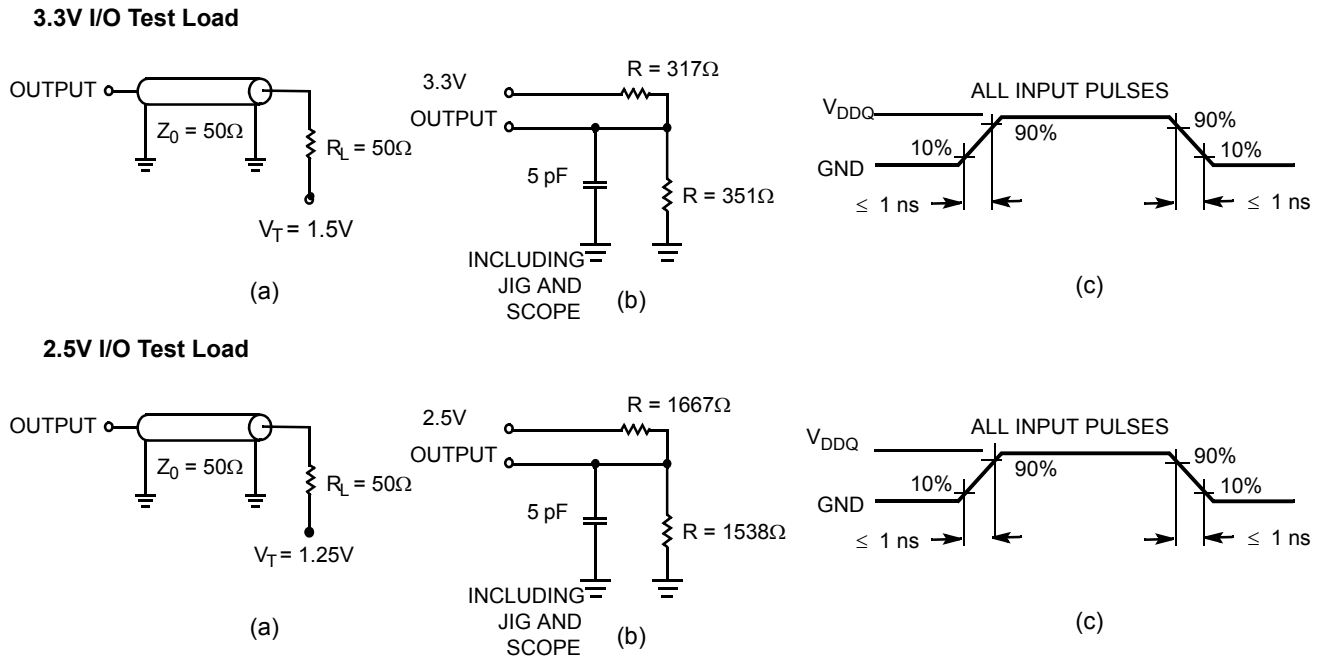 3.3V I/O Test Load
OUTPUT
Z0 = 50Ω
RL = 50Ω
VT = 1.5V
(a)
3.3V
OUTPUT
R = 317Ω
5 pF
R = 351Ω
INCLUDING
JIG AND
SCOPE
(b)
ALL INPUT PULSES
VDDQ
GND
10%
90%
90%
10%
≤ 1 ns
≤ 1 ns
(c)
2.5V I/O Test Load
OUTPUT
Z0 = 50Ω
RL = 50Ω
VT = 1.25V
(a)
2.5V
OUTPUT
R = 1667Ω
5 pF
R = 1538Ω
INCLUDING
JIG AND
SCOPE
(b)
ALL INPUT PULSES
VDDQ
GND
10%
90%
90%
10%
≤ 1 ns
≤ 1 ns
(c)